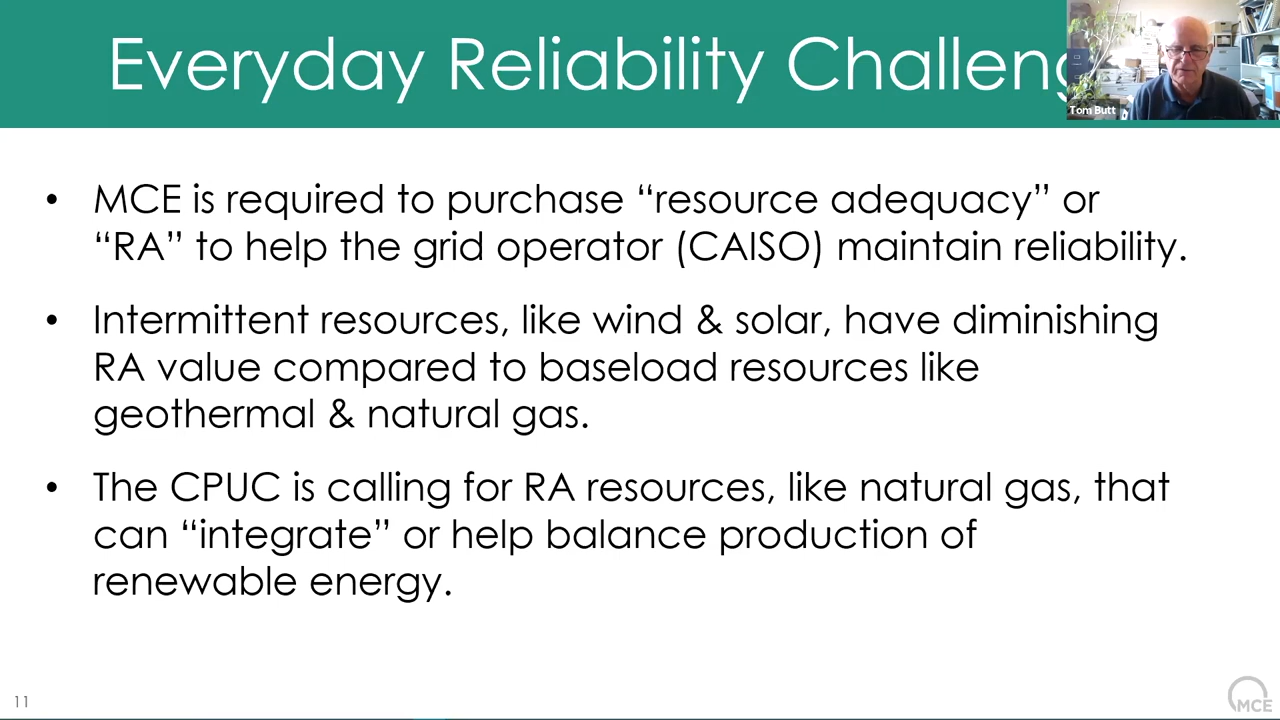 Everyday Reliability Challeng
Tom Butt
• MCE is required to purchase “resource adequacy” or
“RA” to help the grid operator (CAISO) maintain reliability.
• Intermittent resources, like wind & solar, have diminishing
RA value compared to baseload resources like
geothermal & natural gas.
• The CPUC is calling for RA resources, like natural gas, that
can “integrate” or help balance production of
renewable energy.
11
MCE